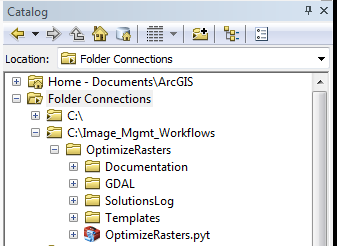 Catalog
Location: Folder Connections
Home - Documents\ArcGIS
Folder Connections
C:\
C:\Image_Mgmt_Workflows
OptimizeRasters
Documentation
GDAL
SolutionsLog
Templates
OptimizeRasters.pyt